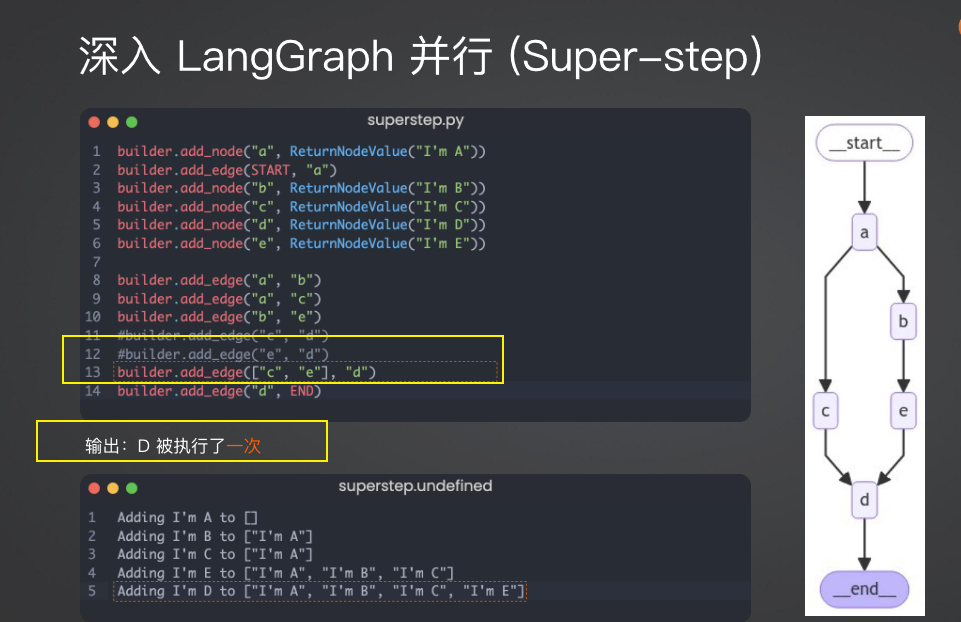 深入 LangGraph 并行 (Super-step)
superstep.py
1 builder.add_node("a", ReturnNodeValue("I'm A"))
2 builder.add_edge(START, "a")
3 builder.add_node("b", ReturnNodeValue("I'm B"))
4 builder.add_node("c", ReturnNodeValue("I'm C"))
5 builder.add_node("d", ReturnNodeValue("I'm D"))
6 builder.add_node("e", ReturnNodeValue("I'm E"))
7
8 builder.add_edge("a", "b")
9 builder.add_edge("a", "c")
10 builder.add_edge("b", "e")
11 #builder.add_edge("c", "d")
12 #builder.add_edge("e", "d")
13 builder.add_edge(["c", "e"], "d")
14 builder.add_edge("d", END)
输出：D 被执行了一次
superstep.undefined
1 Adding I'm A to []
2 Adding I'm B to ["I'm A"]
3 Adding I'm C to ["I'm A"]
4 Adding I'm E to ["I'm A", "I'm B", "I'm C"]
5 Adding I'm D to ["I'm A", "I'm B", "I'm C", "I'm E"]
__start__
a
b
c
e
d
__end__